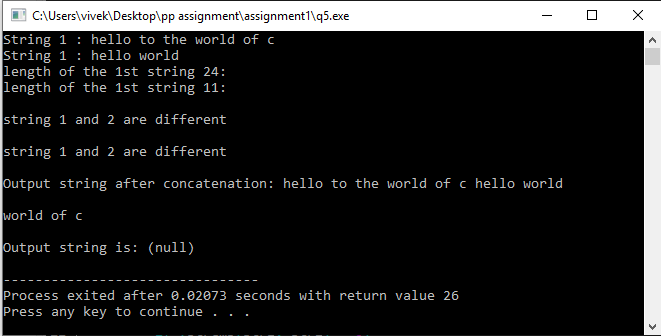 C:\Users\vivek\Desktop\pp assignment\assignment1\q5.exe
String 1 : hello to the world of c
String 1 : hello world
length of the 1st string 24:
length of the 1st string 11:
string 1 and 2 are different
string 1 and 2 are different
Output string after concatenation: hello to the world of c hello world
world of c
Output string is: (null)
--------------------------------
Process exited after 0.02073 seconds with return value 26
Press any key to continue . . .